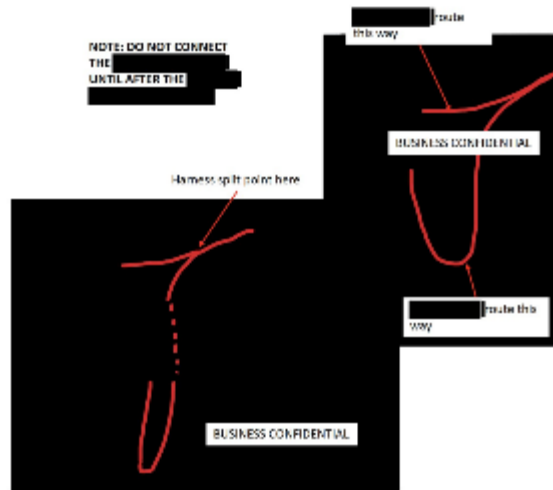 NOTE: DO NOT CONNECT
THE
UNTIL AFTER THE
route
this way
BUSINESS CONFIDENTIAL
Harness split point here
route this
way
BUSINESS CONFIDENTIAL